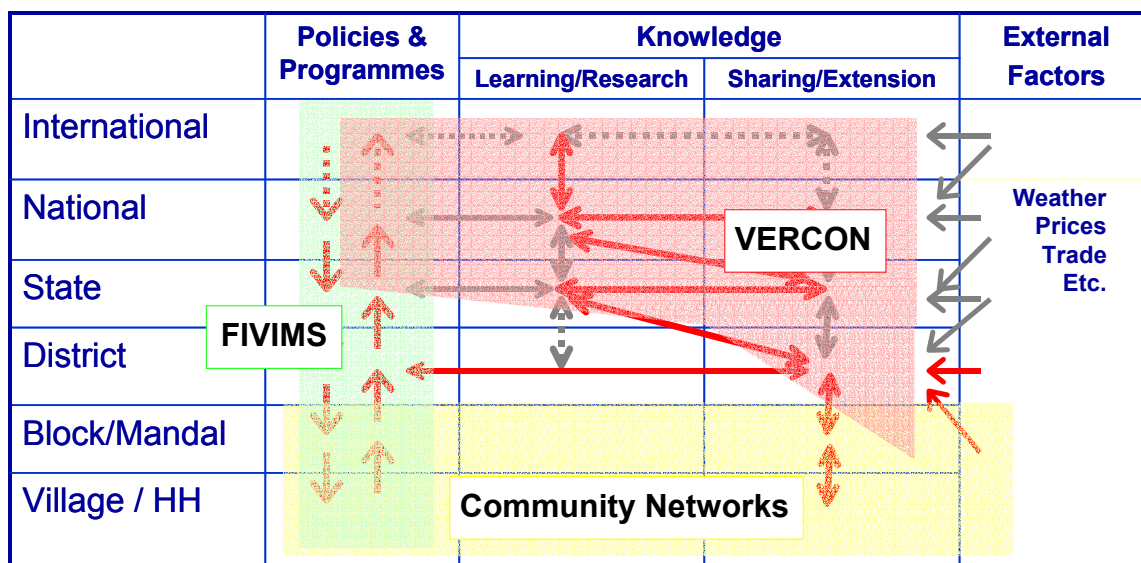 Policies &
Programmes
Knowledge
External
Factors
Learning/Research
Sharing/Extension
International
National
Weather
Prices
Trade
Etc.
VERCON
State
FIVIMS
District
Block/Mandal
Village / HH
Community Networks